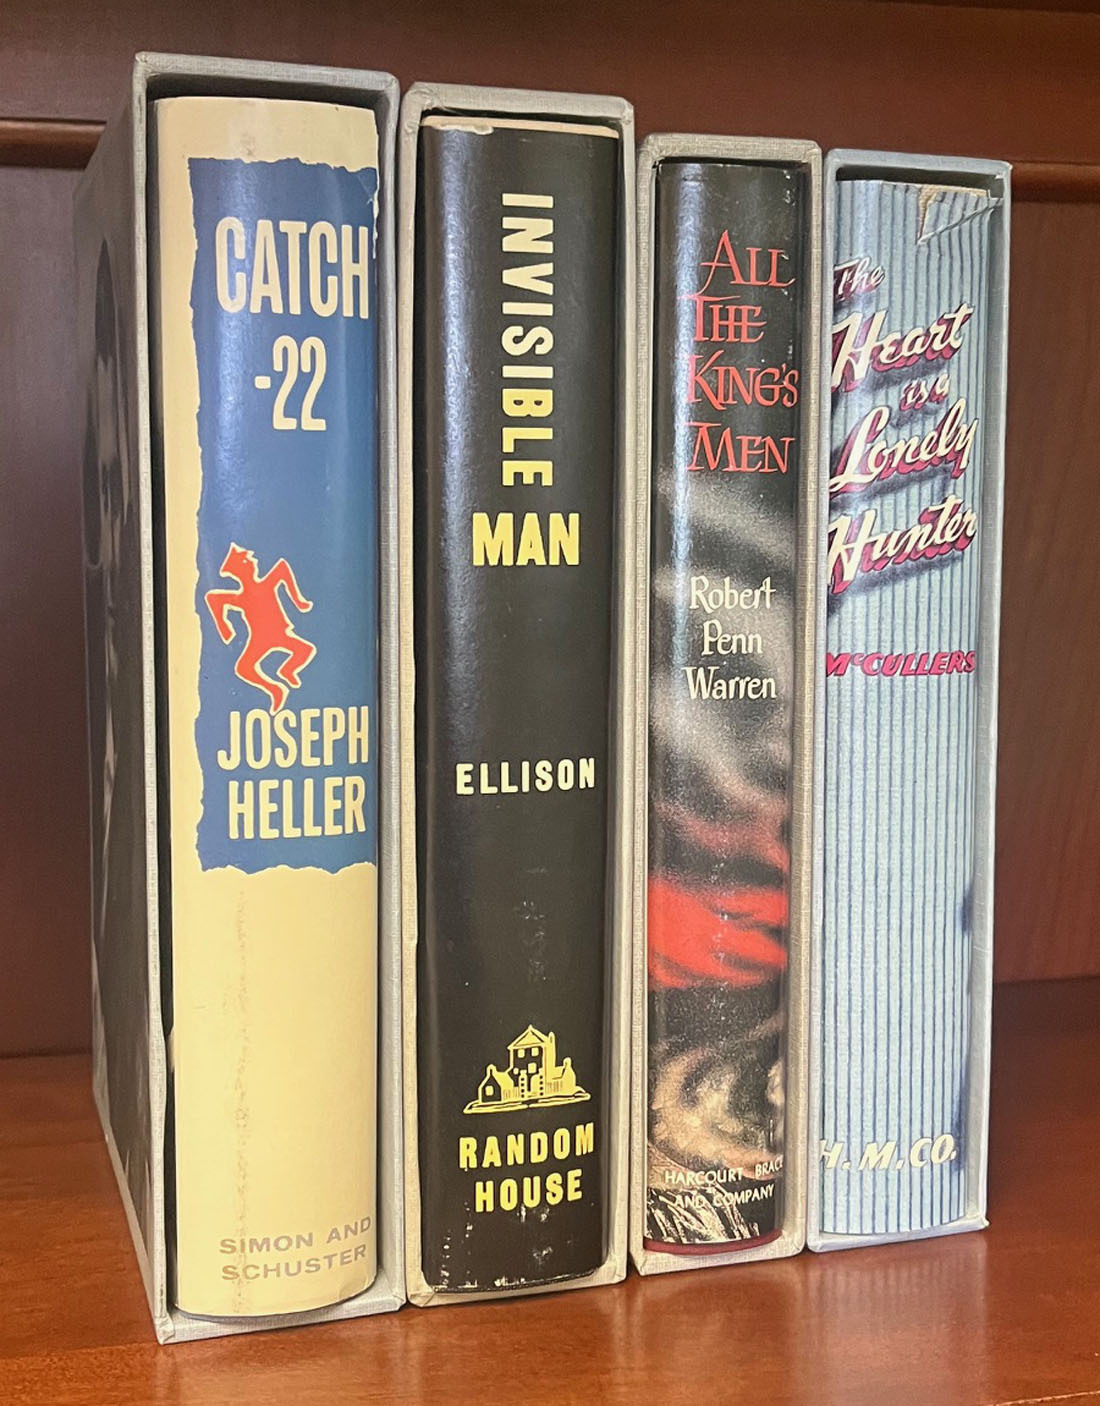 CATCH
-22
JOSEPH
HELLER
SIMON AND
SCHUSTER
INVISIBLE
MAN
ELLISON
RANDOM
HOUSE
ALL
THE
KING'S
MEN
Robert
Penn
Warren
HARCOURT BRACE
AND COMPANY
The
Heart
is a
Lonely
Hunter
McCULLERS
H. M. CO.